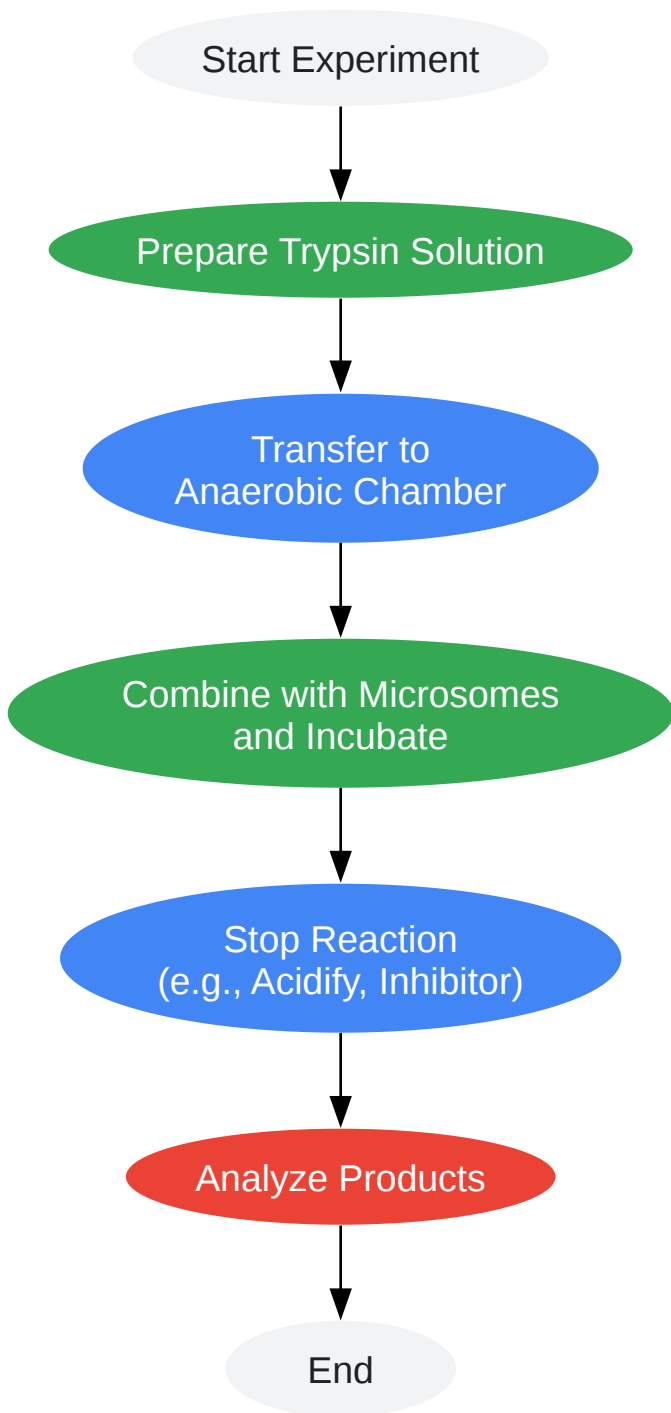 Start Experiment
Prepare Trypsin Solution
Transfer to
Anaerobic Chamber
Combine with Microsomes
and Incubate
Stop Reaction
(e.g., Acidify, Inhibitor)
Analyze Products
End